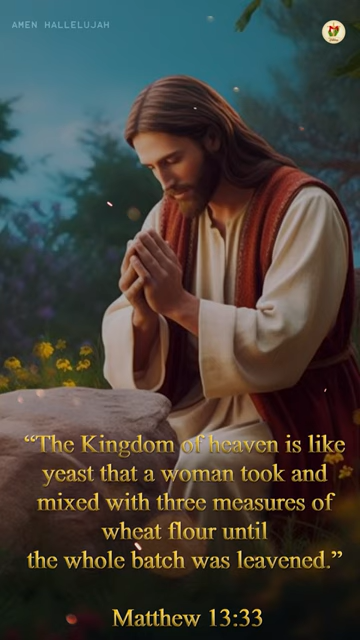 AMEN HALLELUJAH
“The Kingdom of heaven is like
yeast that a woman took and
mixed with three measures of
wheat flour until
the whole batch was leavened.”
Matthew 13:33